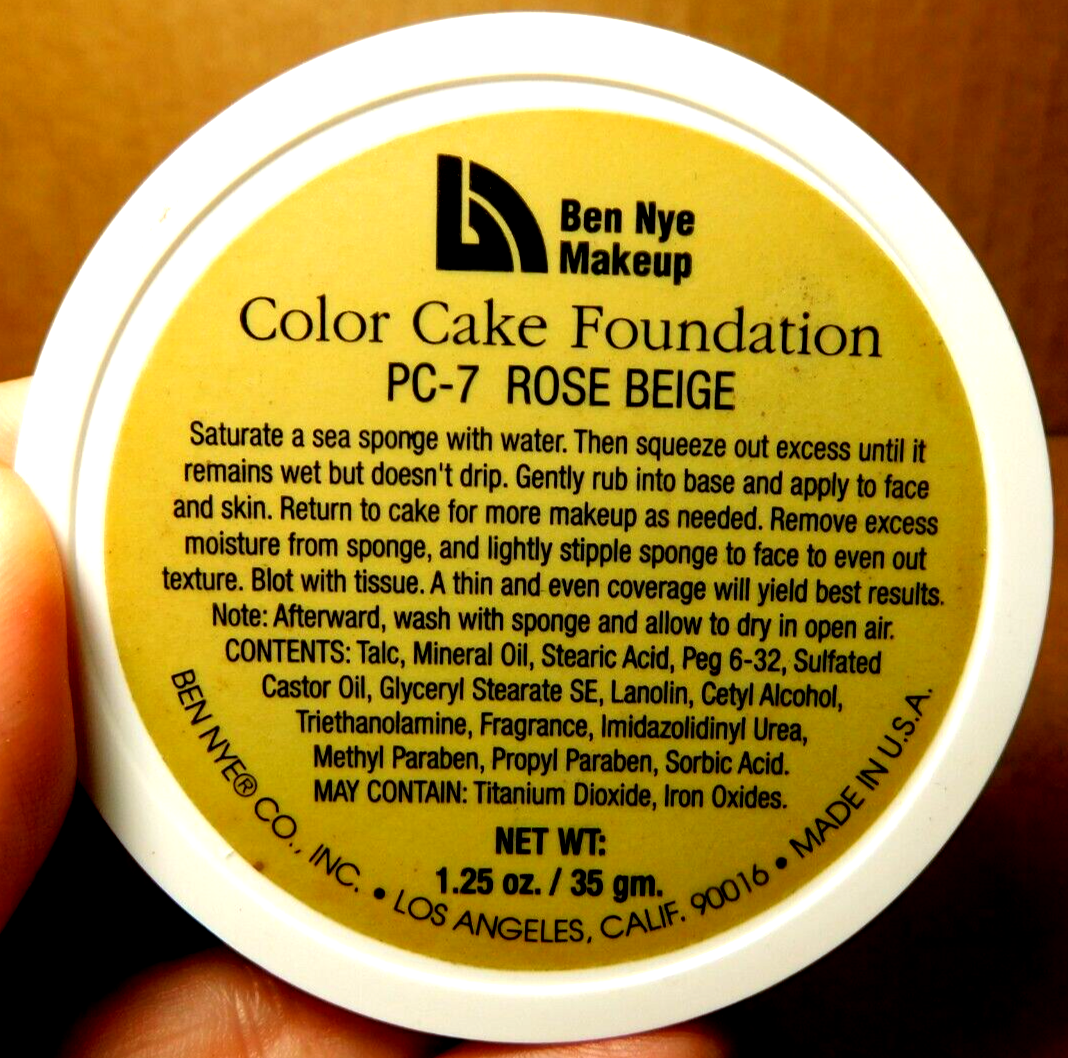 Ben Nye
Makeup
Color Cake Foundation
PC-7 ROSE BEIGE
Saturate a sea sponge with water. Then squeeze out excess until it
remains wet but doesn't drip. Gently rub into base and apply to face
and skin. Return to cake for more makeup as needed. Remove excess
moisture from sponge, and lightly stipple sponge to face to even out
texture. Blot with tissue. A thin and even coverage will yield best results.
Note: Afterward, wash with sponge and allow to dry in open air.
CONTENTS: Talc, Mineral Oil, Stearic Acid, Peg 6-32, Sulfated
Castor Oil, Glyceryl Stearate SE, Lanolin, Cetyl Alcohol,
Triethanolamine, Fragrance, Imidazolidinyl Urea,
Methyl Paraben, Propyl Paraben, Sorbic Acid.
MAY CONTAIN: Titanium Dioxide, Iron Oxides.
NET WT:
1.25 oz. / 35 gm.
BEN NYE® CO., INC. • LOS ANGELES, CALIF. 90016 • MADE IN U.S.A.